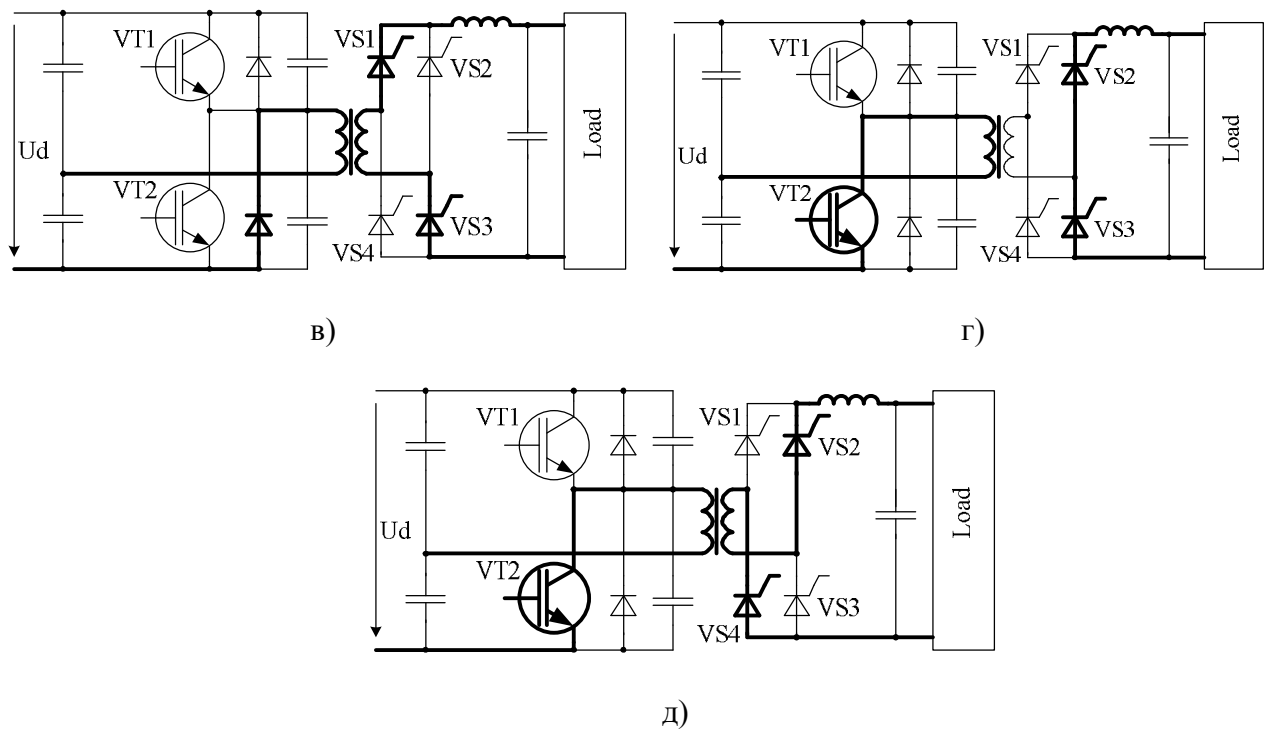 VT1
VS1
VS2
Ud
VT2
VS3
VS4
Load
в)
VT1
VS1
VS2
Ud
VT2
VS3
VS4
Load
г)
VT1
VS1
VS2
Ud
VT2
VS3
VS4
Load
д)